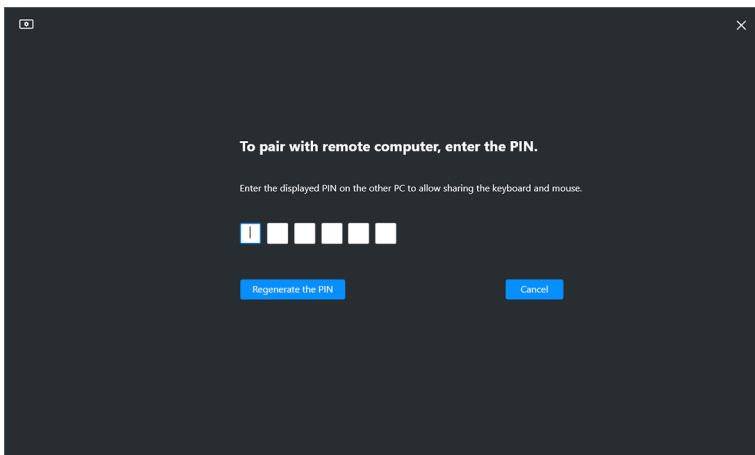 To pair with remote computer, enter the PIN.
Enter the displayed PIN on the other PC to allow sharing the keyboard and mouse.
Regenerate the PIN
Cancel